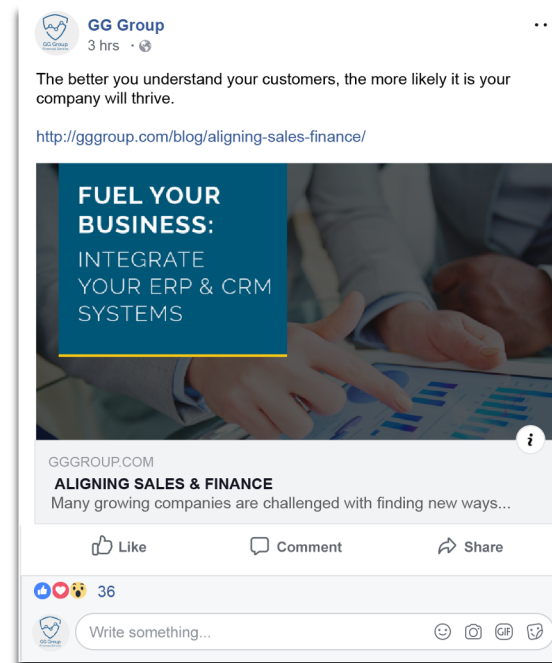 GG Group
3 hrs ·
The better you understand your customers, the more likely it is your
company will thrive.
http://gggroup.com/blog/aligning-sales-finance/
FUEL YOUR
BUSINESS:
INTEGRATE
YOUR ERP & CRM
SYSTEMS
i
GGGROUP.COM
ALIGNING SALES & FINANCE
Many growing companies are challenged with finding new ways...
Like
Comment
Share
36
Write something...
GIF